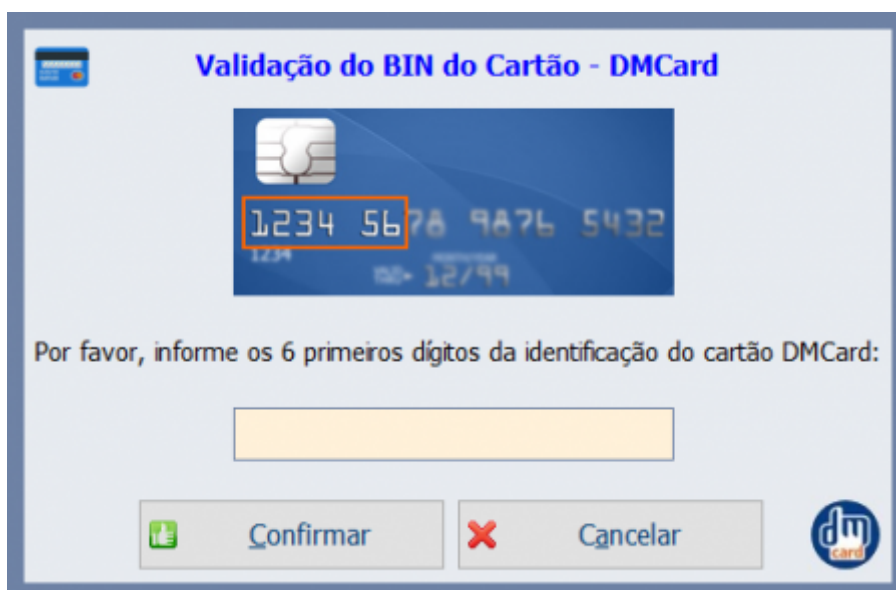 Validação do BIN do Cartão - DMCard
1234 5678 9876 5432
1234
12/99
Por favor, informe os 6 primeiros dígitos da identificação do cartão DMCard:
Confirmar
Cancelar
dm
card